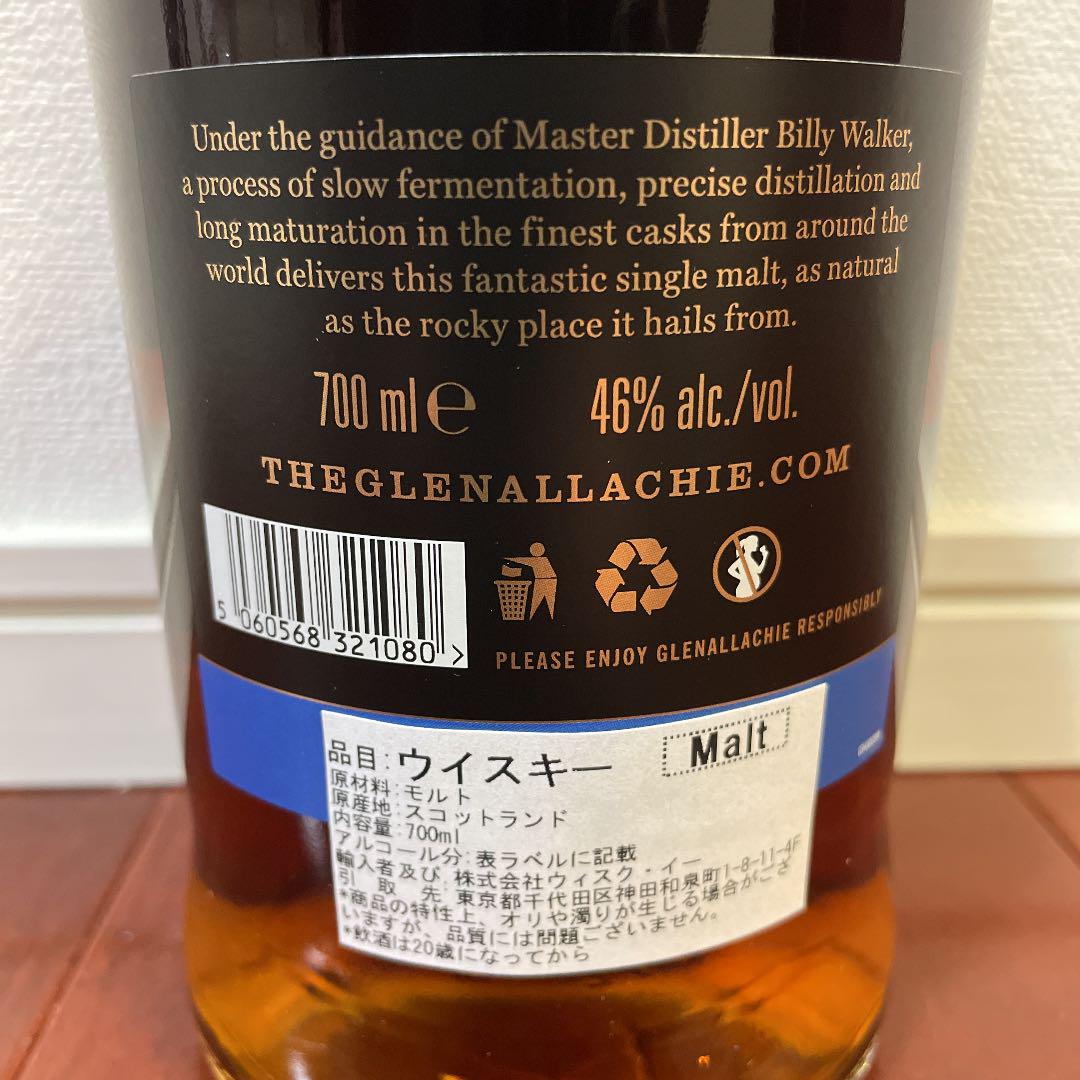 Under the guidance of Master Distiller Billy Walker,
a process of slow fermentation, precise distillation and
long maturation in the finest casks from around the
world delivers this fantastic single malt, as natural
as the rocky place it hails from.
700 ml e 46% alc./vol.
THEGLENALLACHIE.COM
5 060568 321080 >
PLEASE ENJOY GLENALLACHIE RESPONSIBLY
品目:ウイスキー Malt
原材料:モルト
原産地:スコットランド
内容量:700ml
アルコール分:表ラベルに記載
輸入者及び 株式会社ウィスク・イー
引 取 先:東京都千代田区神田和泉町1-8-11-4F
*商品の特性上、オリや濁りが生じる場合がござ
いますが、品質には問題ございません。
*飲酒は20歳になってから